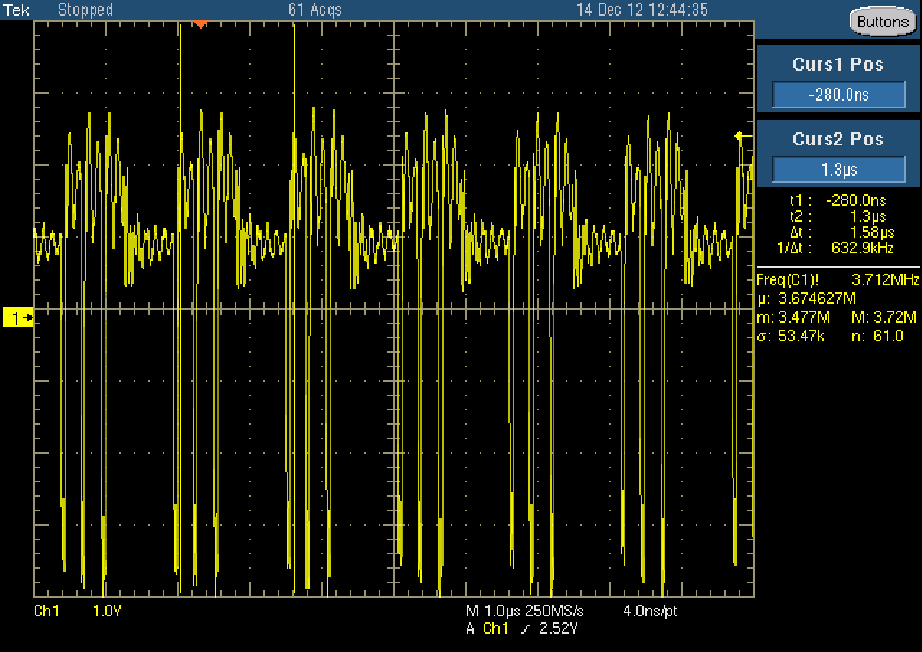 Tek Stopped 61 Acqs 14 Dec 12 12:44:35
Buttons
Curs1 Pos
-280.0ns
Curs2 Pos
1.3µs
t1 : -280.0ns
t2 : 1.3µs
Δt : 1.58µs
1/Δt : 632.9kHz
Freq(C1)! 3.712MHz
µ: 3.674627M
m: 3.477M M: 3.72M
σ: 53.47k n: 61.0
1
Ch1 1.0V M 1.0µs 250MS/s 4.0ns/pt
A Ch1 2.52V